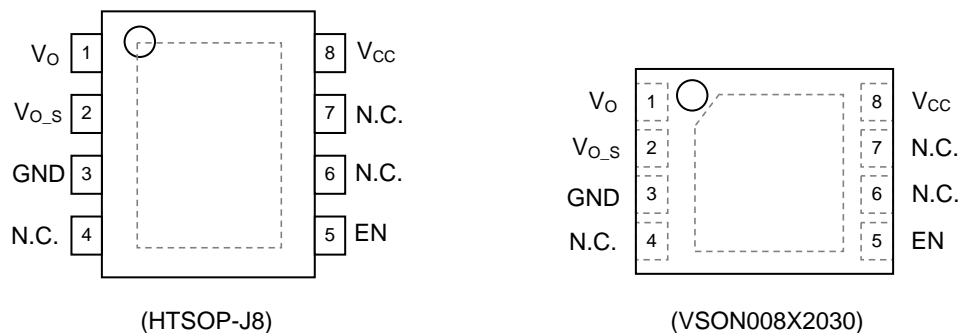 V_O 1 8 V_CC
V_O_S 2 7 N.C.
GND 3 6 N.C.
N.C. 4 5 EN
(HTSOP-J8)
V_O 1 8 V_CC
V_O_S 2 7 N.C.
GND 3 6 N.C.
N.C. 4 5 EN
(VSON008X2030)